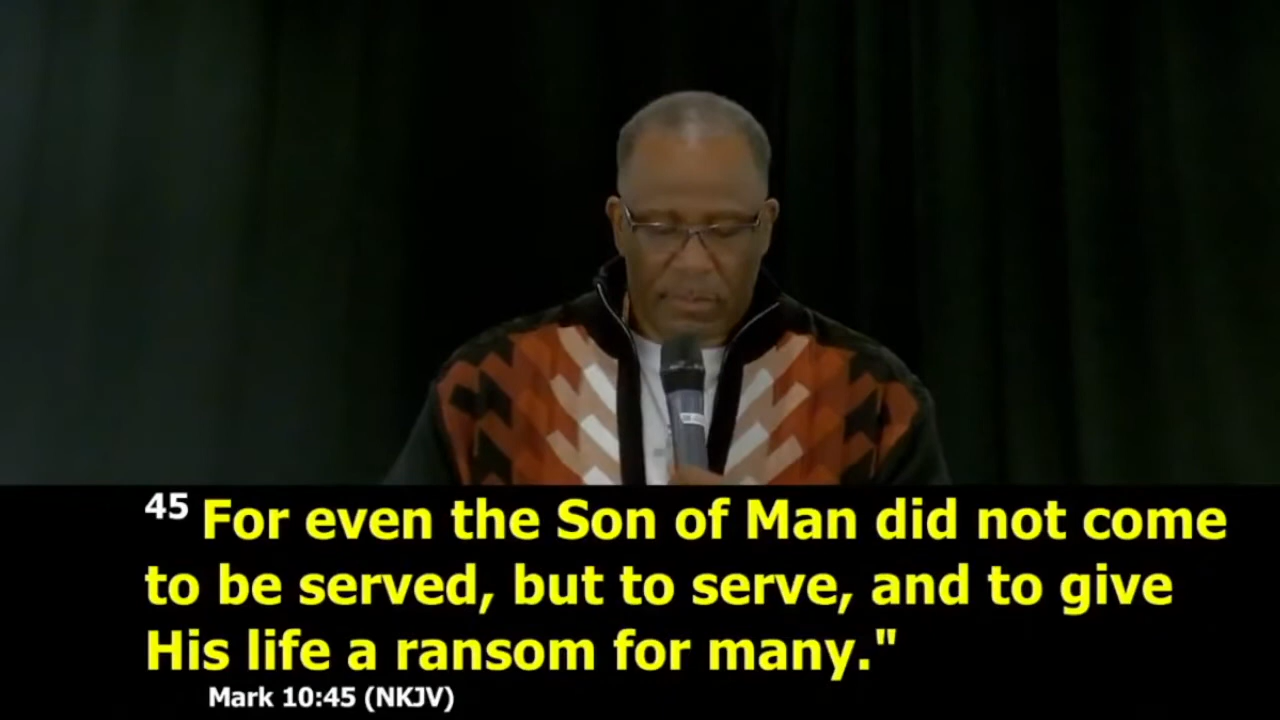 45 For even the Son of Man did not come
to be served, but to serve, and to give
His life a ransom for many."
Mark 10:45 (NKJV)